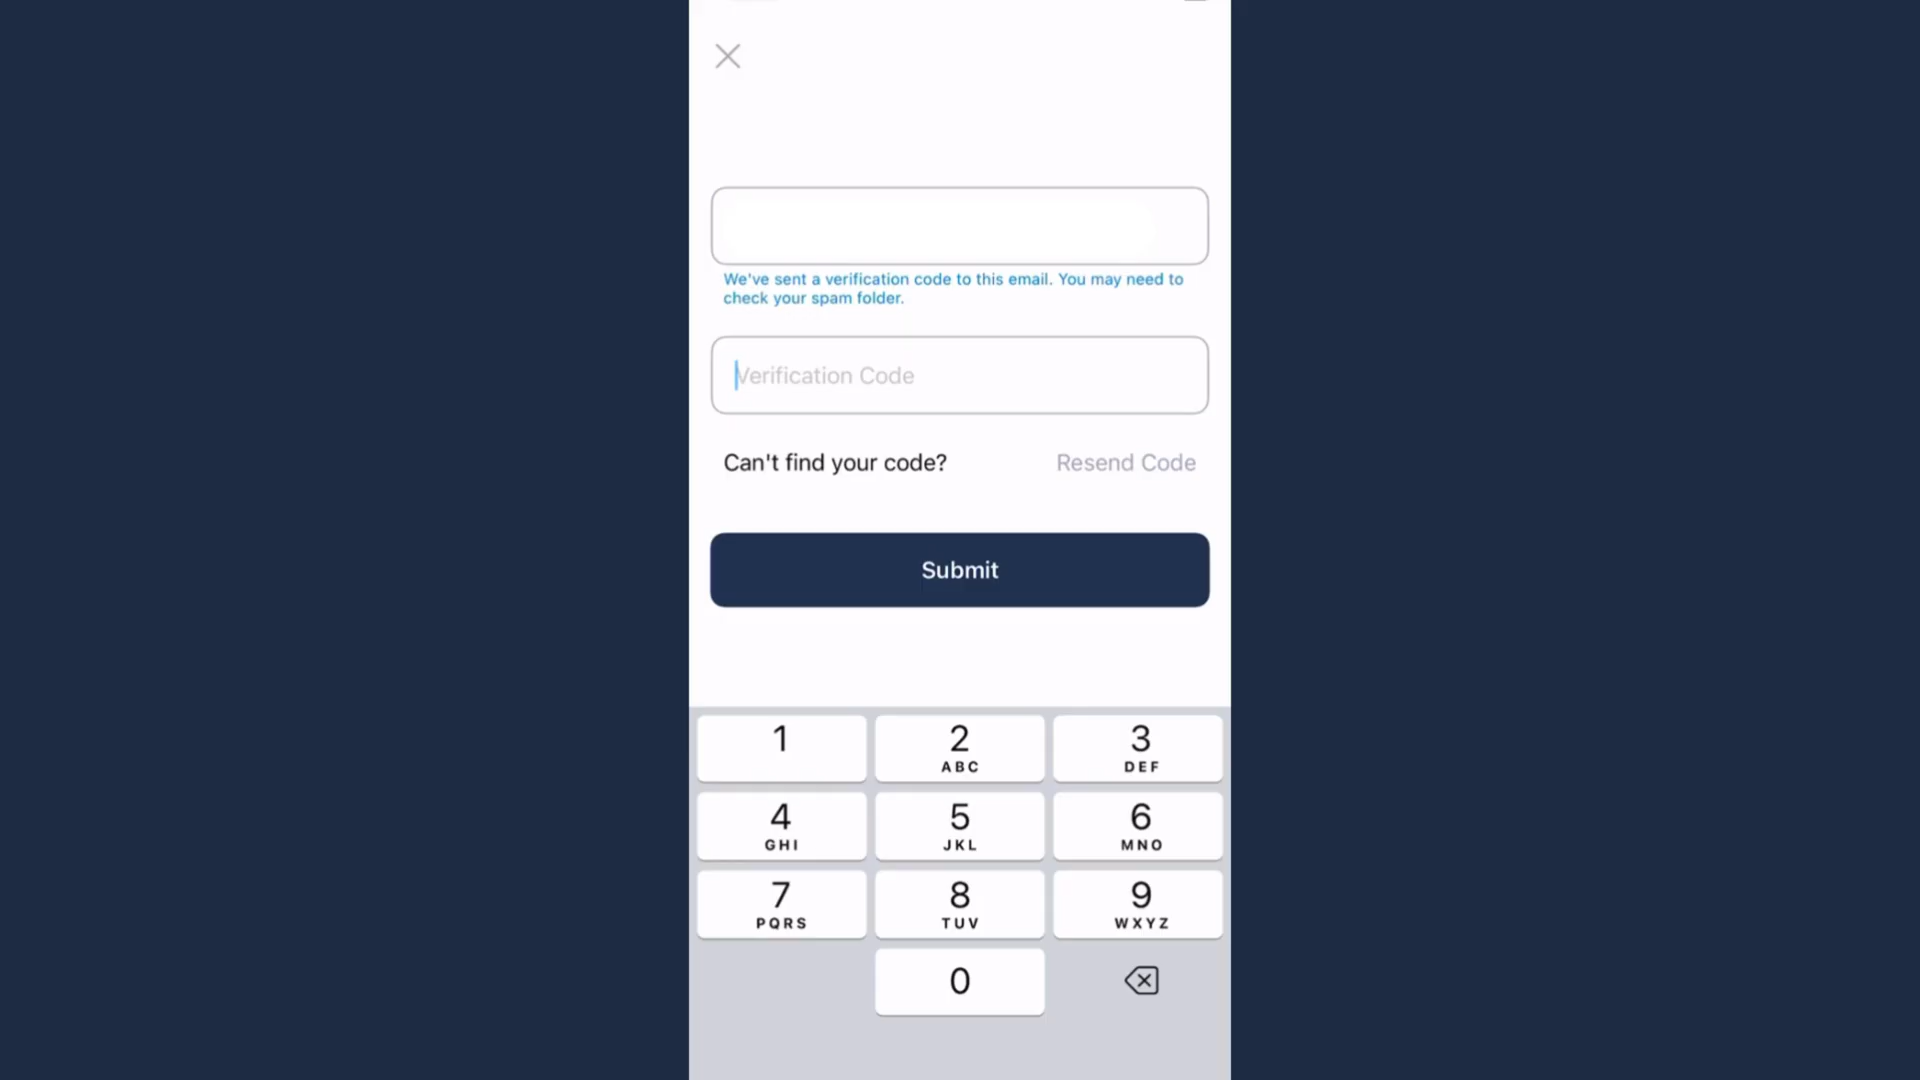 We've sent a verification code to this email. You may need to
check your spam folder.
Verification Code
Can't find your code? Resend Code
Submit
1 2 3
ABC DEF
4 5 6
GHI JKL MNO
7 8 9
PQRS TUV WXYZ
0